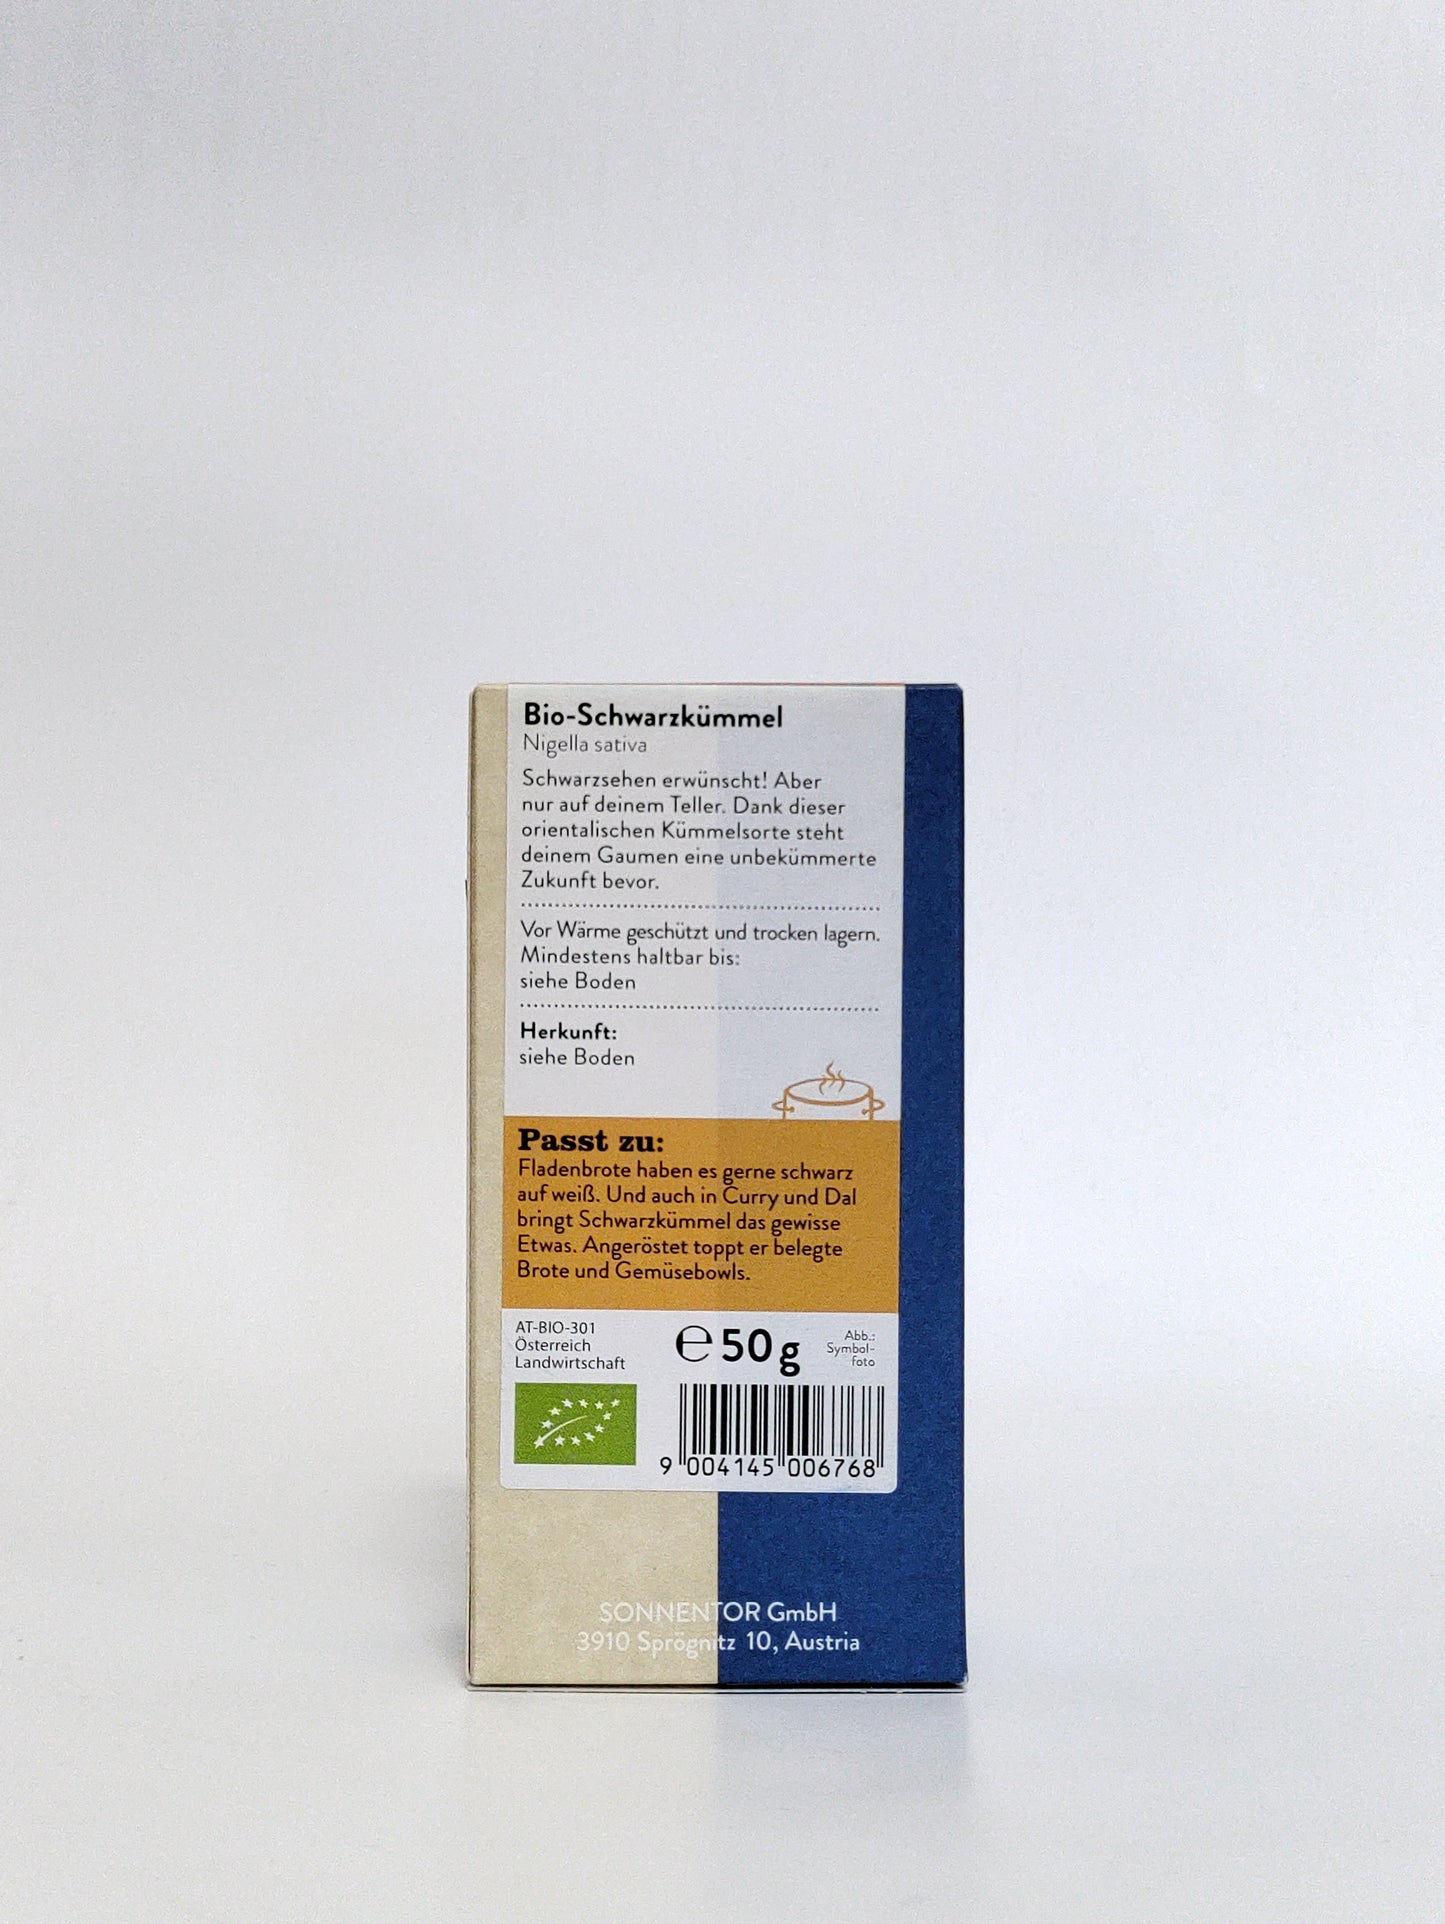 Bio-Schwarzkümmel
Nigella sativa
Schwarzsehen erwünscht! Aber
nur auf deinem Teller. Dank dieser
orientalischen Kümmelsorte steht
deinem Gaumen eine unbekümmerte
Zukunft bevor.
Vor Wärme geschützt und trocken lagern.
Mindestens haltbar bis:
siehe Boden
Herkunft:
siehe Boden
Passt zu:
Fladenbrote haben es gerne schwarz
auf weiß. Und auch in Curry und Dal
bringt Schwarzkümmel das gewisse
Etwas. Angeröstet toppt er belegte
Brote und Gemüsebowls.
AT-BIO-301
Österreich
Landwirtschaft
℮ 50 g
Abb.:
Symbol-
foto
9 004145 006768
SONNENTOR GmbH
3910 Sprögnitz 10, Austria